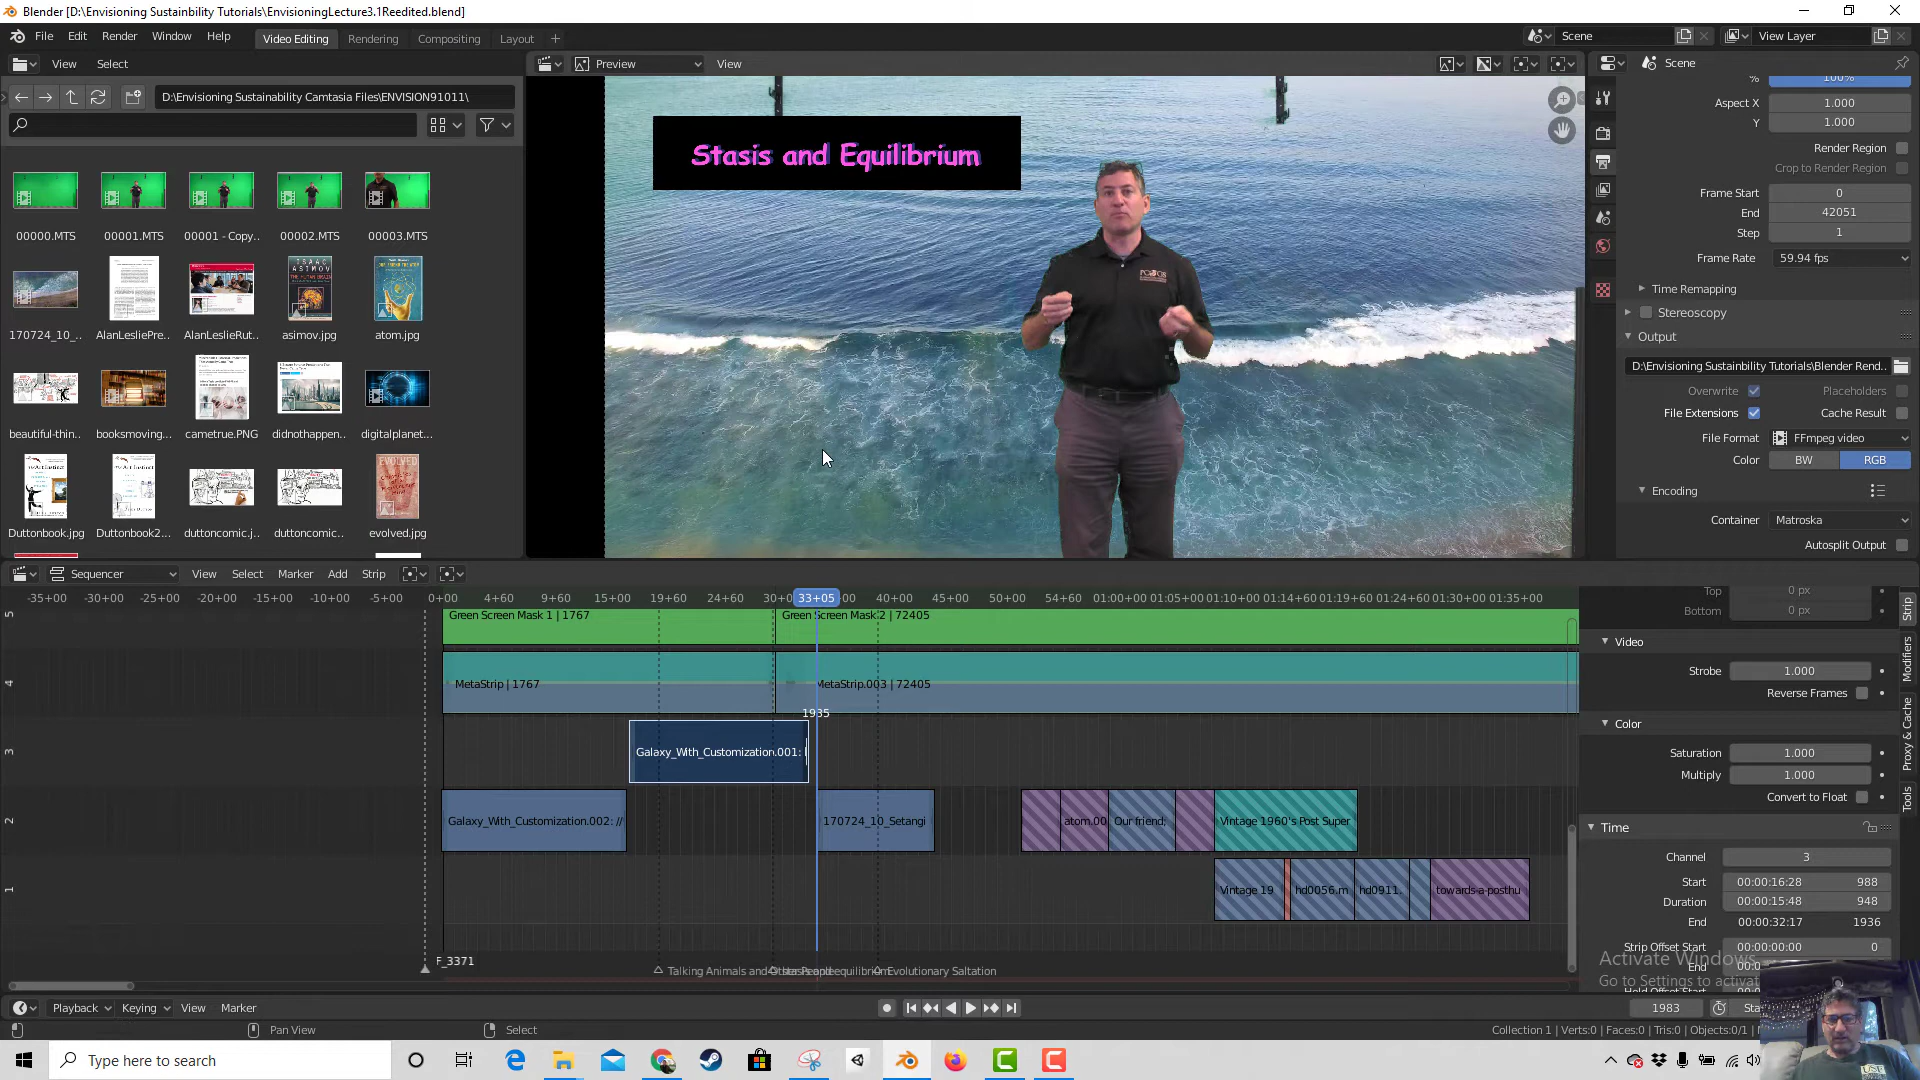 Blender [D:\Envisioning Sustainbility Tutorials\EnvisioningLecture3.1Reedited.blend]
File Edit Render Window Help Video Editing Rendering Compositing Layout + Scene View Layer
View Select Preview View Scene
D:\Envisioning Sustainability Camtasia Files\ENVISION91011\
% 100%
Aspect X 1.000
Y 1.000
Render Region
Crop to Render Region
Frame Start 0
End 42051
Step 1
Frame Rate 59.94 fps
Time Remapping
Stereoscopy
Output
D:\Envisioning Sustainbility Tutorials\Blender Rend..
Overwrite Placeholders
File Extensions Cache Result
File Format FFmpeg video
Color BW RGB
Encoding
Container Matroska
Autosplit Output
00000.MTS 00001.MTS 00001 - Copy.. 00002.MTS 00003.MTS
170724_10_.. AlanLesliePre.. AlanLeslieRut.. asimov.jpg atom.jpg
beautiful-thin.. booksmoving... cametrue.PNG didnothappen.. digitalplanet...
Duttonbook.jpg Duttonbook2... duttoncomic.j.. duttoncomic... evolved.jpg
ISAAC
ASIMOV
EVOLVED
Stasis and Equilibrium
Sequencer View Select Marker Add Strip
-35+00 -30+00 -25+00 -20+00 -15+00 -10+00 -5+00 0+00 4+60 9+60 15+00 19+60 24+60 33+05 40+00 45+00 50+00 54+60 01:00+00 01:05+00 01:10+00 01:14+60 01:19+60 01:24+60 01:30+00 01:35+00
5 Green Screen Mask 1 | 1767 Green Screen Mask 2 | 72405
4 MetaStrip | 1767 MetaStrip.003 | 72405
1935
3 Galaxy_With_Customization.001:
2 Galaxy_With_Customization.002: // 170724_10_Setangi atom.00 Our friend; Vintage 1960's Post Super
1 Vintage 19 hd0056.m hd0911. towards-a-posthu
F_3371
Talking Animals and Evolutionary Saltation
Top 0 px
Bottom 0 px
Video
Strobe 1.000
Reverse Frames
Color
Saturation 1.000
Multiply 1.000
Convert to Float
Time
Channel 3
Start 00:00:16:28 988
Duration 00:00:15:48 948
End 00:00:32:17 1936
Strip Offset Start 00:00:00:00 0
End
Strip
Modifiers
Proxy & Cache
Tools
Activate Windows
Go to Settings to activa
Playback Keying View Marker 1983 Sta
Pan View Select Collection 1 | Verts:0 | Faces:0 | Tris:0 | Objects:0/1
Type here to search